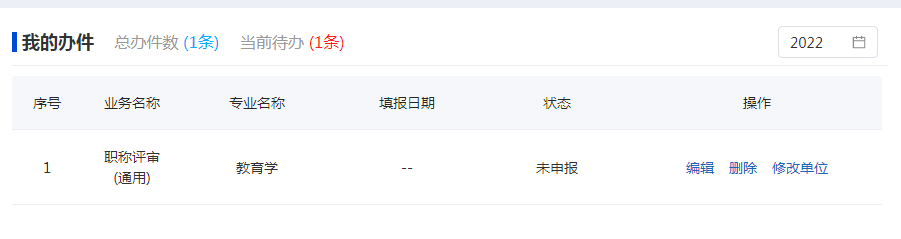 我的办件 总办件数 (1条) 当前待办 (1条) 2022
序号 业务名称 专业名称 填报日期 状态 操作
1 职称评审 (通用) 教育学 -- 未申报 编辑 删除 修改单位